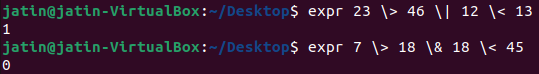 jatin@jatin-VirtualBox:~/Desktop$ expr 23 \> 46 \| 12 \< 13
1
jatin@jatin-VirtualBox:~/Desktop$ expr 7 \> 18 \& 18 \< 45
0